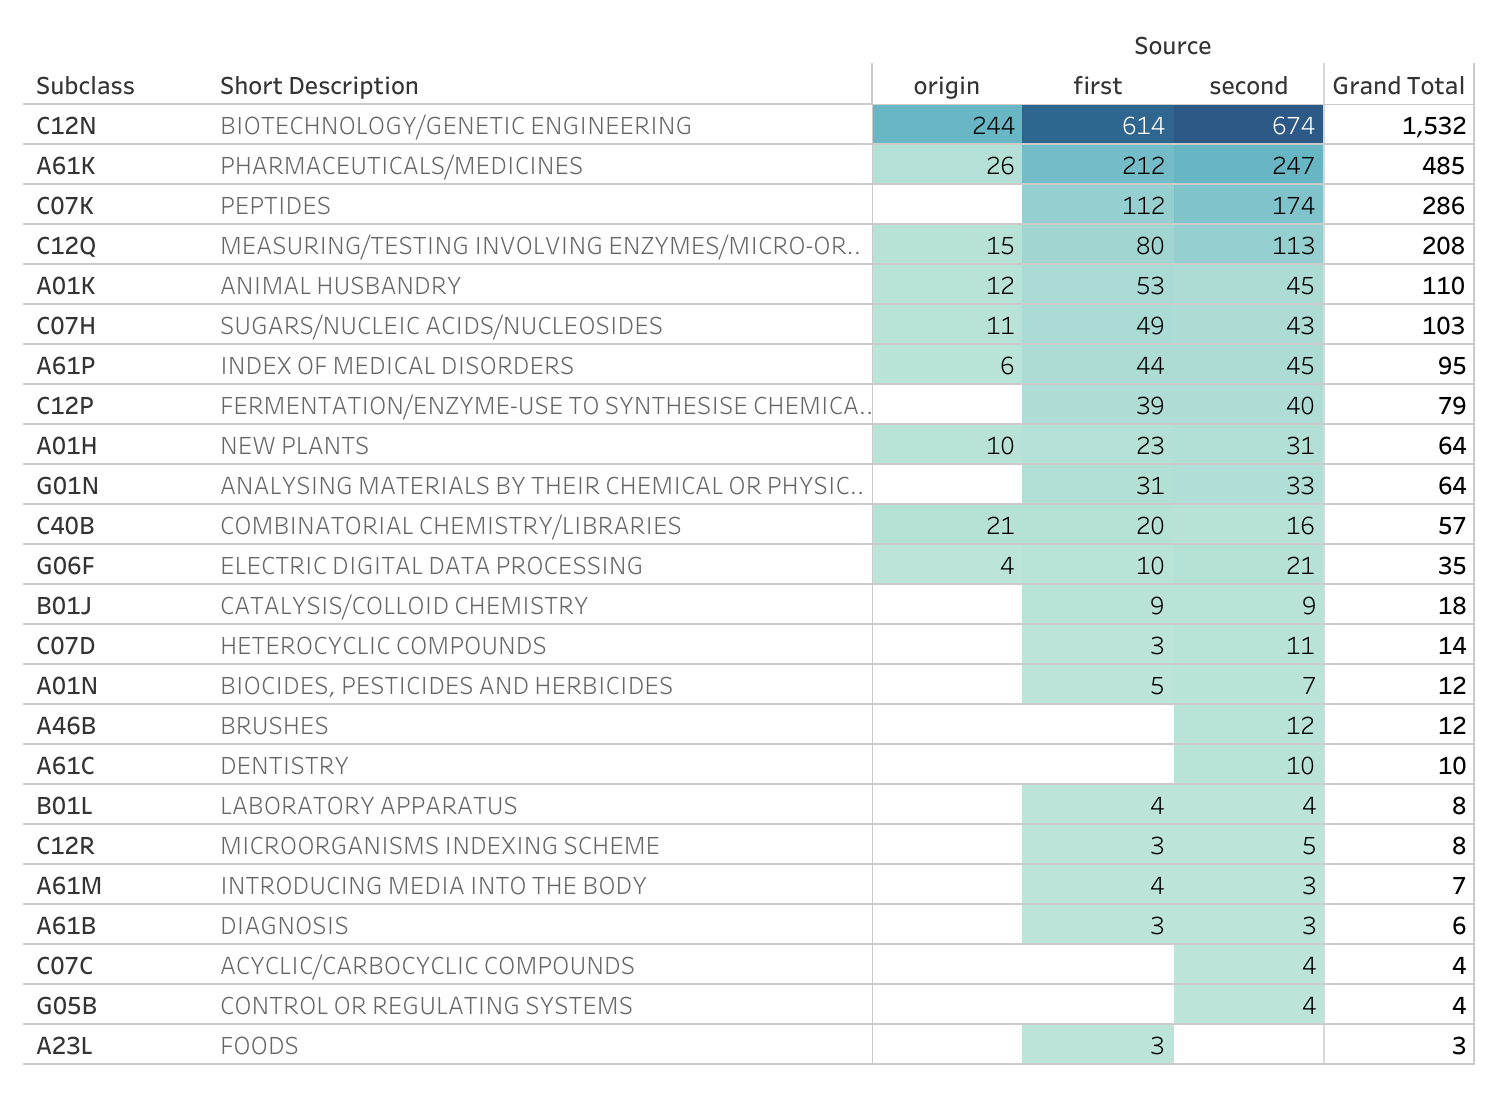 Source
Subclass Short Description origin first second Grand Total
C12N BIOTECHNOLOGY/GENETIC ENGINEERING 244 614 674 1,532
A61K PHARMACEUTICALS/MEDICINES 26 212 247 485
C07K PEPTIDES 112 174 286
C12Q MEASURING/TESTING INVOLVING ENZYMES/MICRO-OR.. 15 80 113 208
A01K ANIMAL HUSBANDRY 12 53 45 110
C07H SUGARS/NUCLEIC ACIDS/NUCLEOSIDES 11 49 43 103
A61P INDEX OF MEDICAL DISORDERS 6 44 45 95
C12P FERMENTATION/ENZYME-USE TO SYNTHESISE CHEMICA.. 39 40 79
A01H NEW PLANTS 10 23 31 64
G01N ANALYSING MATERIALS BY THEIR CHEMICAL OR PHYSIC.. 31 33 64
C40B COMBINATORIAL CHEMISTRY/LIBRARIES 21 20 16 57
G06F ELECTRIC DIGITAL DATA PROCESSING 4 10 21 35
B01J CATALYSIS/COLLOID CHEMISTRY 9 9 18
C07D HETEROCYCLIC COMPOUNDS 3 11 14
A01N BIOCIDES, PESTICIDES AND HERBICIDES 5 7 12
A46B BRUSHES 12 12
A61C DENTISTRY 10 10
B01L LABORATORY APPARATUS 4 4 8
C12R MICROORGANISMS INDEXING SCHEME 3 5 8
A61M INTRODUCING MEDIA INTO THE BODY 4 3 7
A61B DIAGNOSIS 3 3 6
C07C ACYCLIC/CARBOCYCLIC COMPOUNDS 4 4
G05B CONTROL OR REGULATING SYSTEMS 4 4
A23L FOODS 3 3